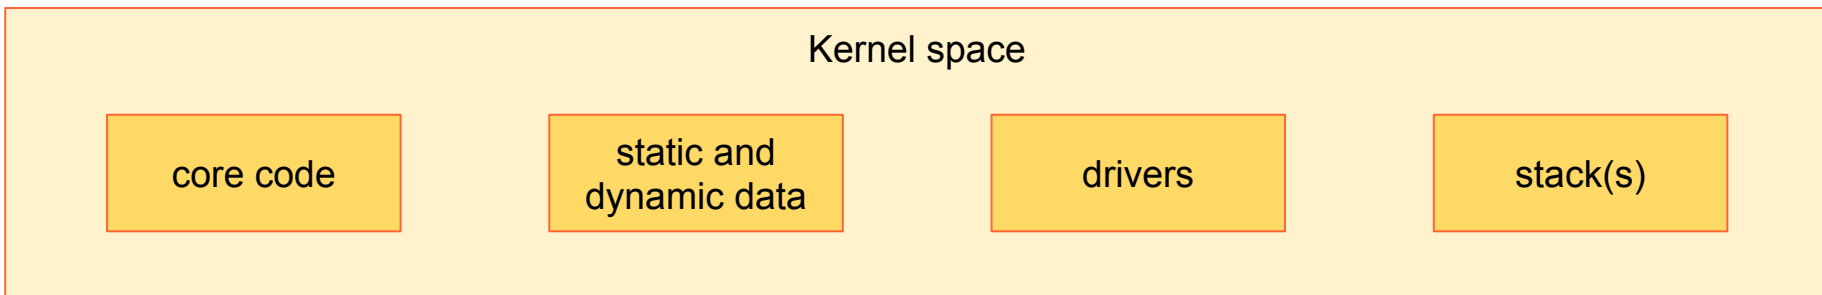 Kernel space
core code
static and
dynamic data
drivers
stack(s)